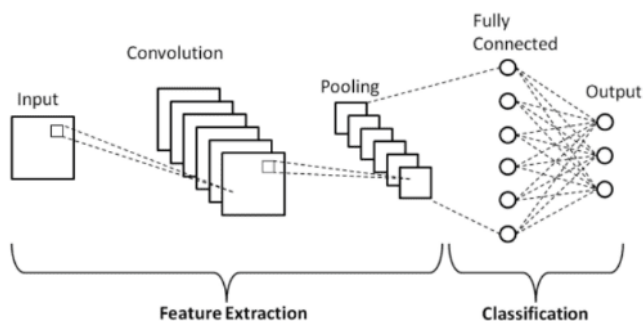 Input
Convolution
Pooling
Fully
Connected
Output
Feature Extraction
Classification